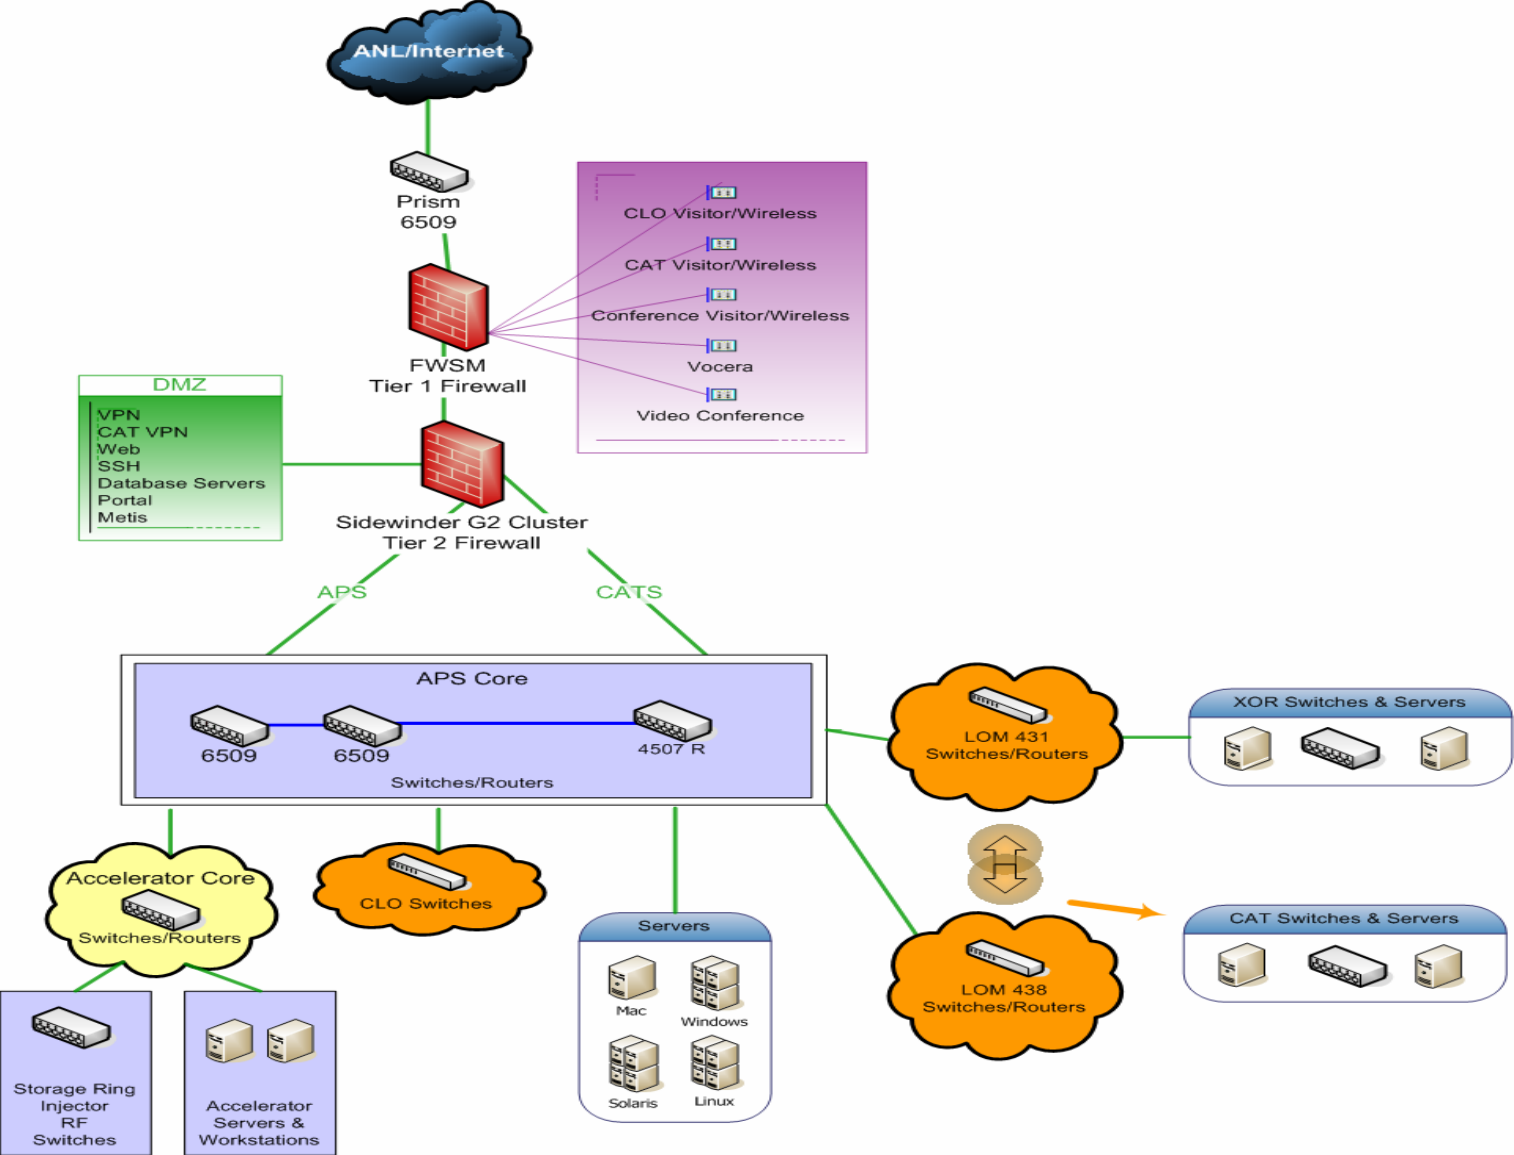 ANL/Internet
Prism
6509
FWSM
Tier 1 Firewall
CLO Visitor/Wireless
CAT Visitor/Wireless
Conference Visitor/Wireless
Vocera
Video Conference
DMZ
VPN
CAT VPN
Web
SSH
Database Servers
Portal
Metis
Sidewinder G2 Cluster
Tier 2 Firewall
APS
CATS
APS Core
6509
6509
4507 R
Switches/Routers
LOM 431
Switches/Routers
XOR Switches & Servers
Accelerator Core
Switches/Routers
CLO Switches
Servers
Mac
Windows
Solaris
Linux
LOM 438
Switches/Routers
CAT Switches & Servers
Storage Ring
Injector
RF
Switches
Accelerator
Servers &
Workstations